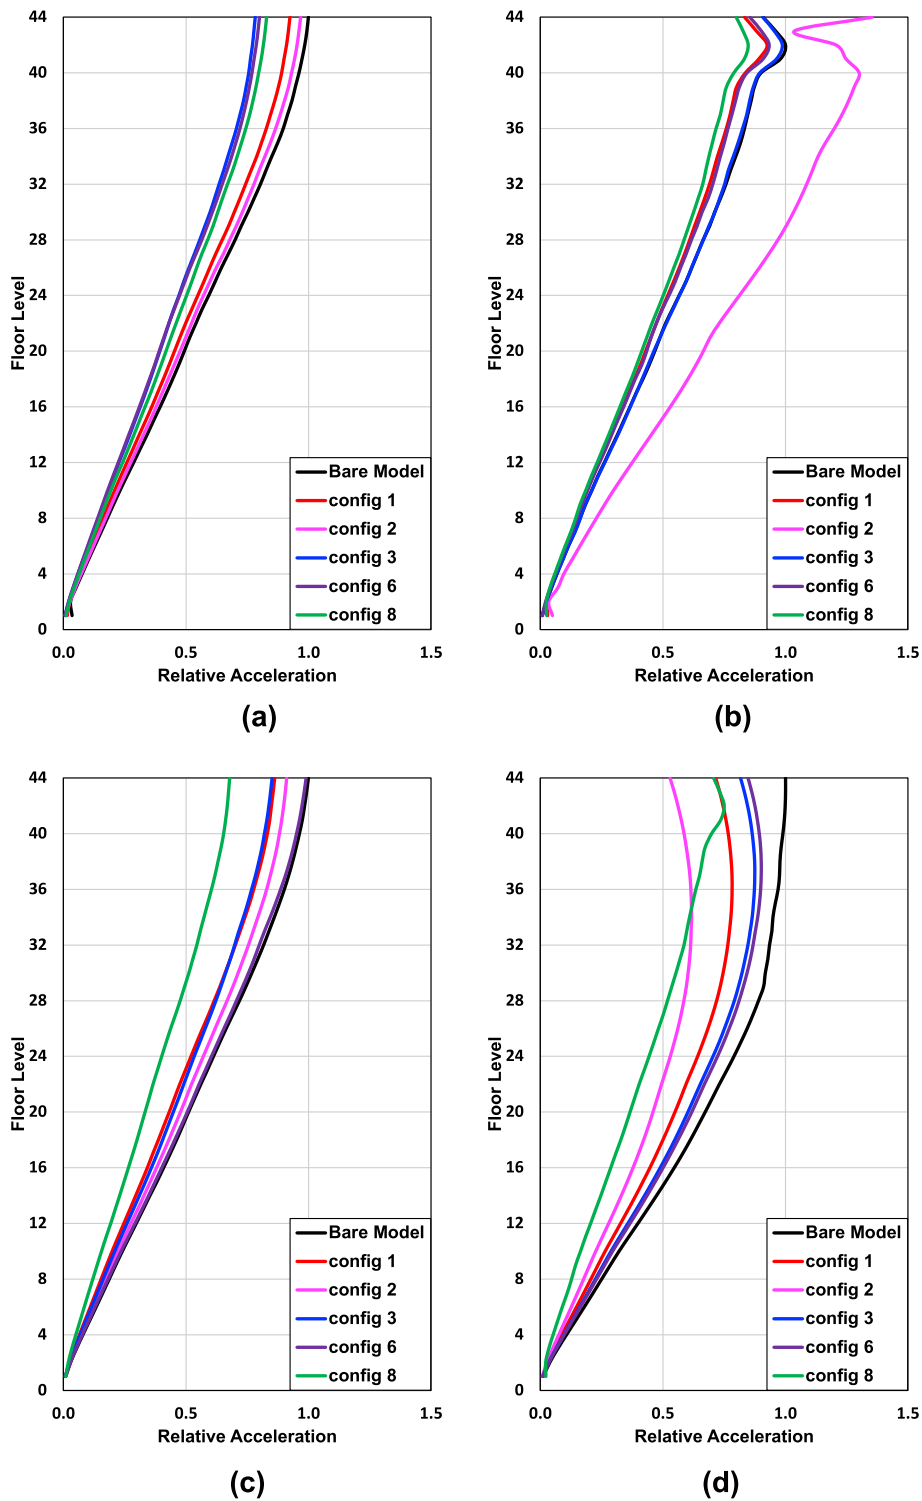 44
40
36
32
28
24
20
16
12
8
4
0
Floor Level
Bare Model
config 1
config 2
config 3
config 6
config 8
0.0 0.5 1.0 1.5
Relative Acceleration
(a)
44
40
36
32
28
24
20
16
12
8
4
0
Floor Level
Bare Model
config 1
config 2
config 3
config 6
config 8
0.0 0.5 1.0 1.5
Relative Acceleration
(b)
44
40
36
32
28
24
20
16
12
8
4
0
Floor Level
Bare Model
config 1
config 2
config 3
config 6
config 8
0.0 0.5 1.0 1.5
Relative Acceleration
(c)
44
40
36
32
28
24
20
16
12
8
4
0
Floor Level
Bare Model
config 1
config 2
config 3
config 6
config 8
0.0 0.5 1.0 1.5
Relative Acceleration
(d)